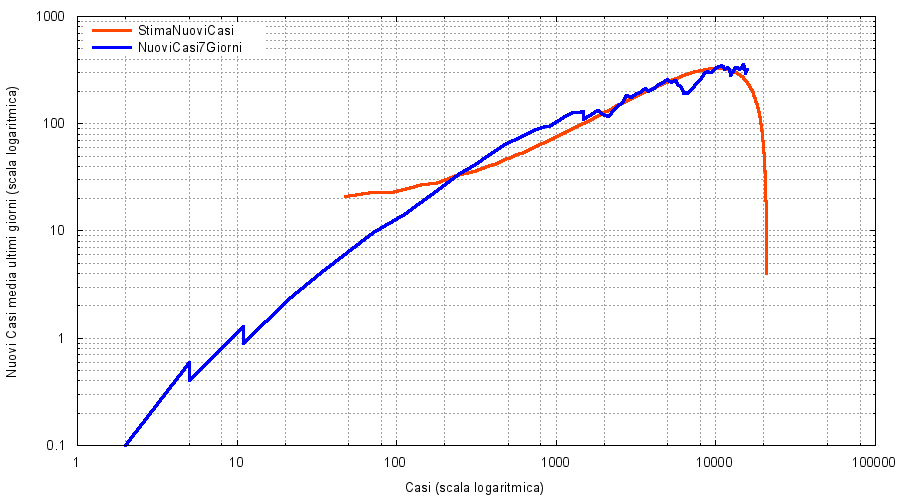 1000
StimaNuoviCasi
NuoviCasi7Giorni
100
10
1
0.1
1 10 100 1000 10000 100000
Nuovi Casi media ultimi giorni (scala logaritmica)
Casi (scala logaritmica)